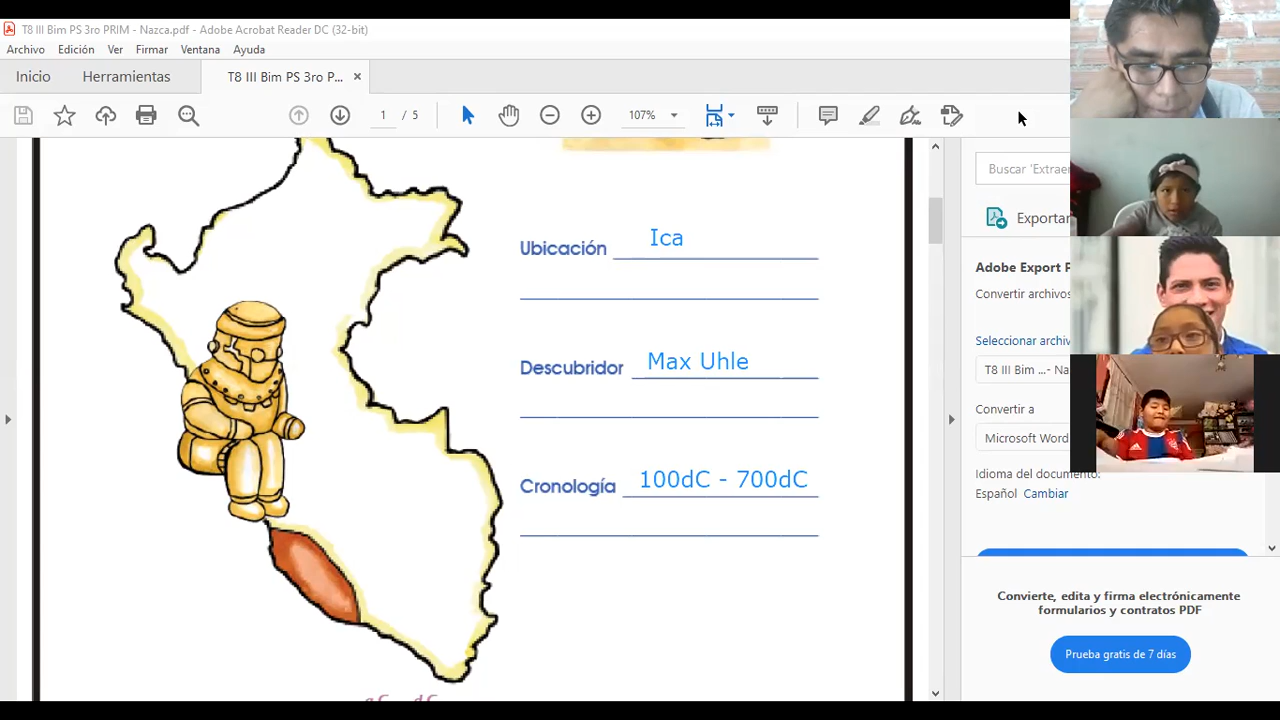 T8 III Bim PS 3ro PRIM - Nazca.pdf - Adobe Acrobat Reader DC (32-bit)
Archivo Edición Ver Firmar Ventana Ayuda
Inicio Herramientas T8 III Bim PS 3ro P... ×
1 / 5 107%
Buscar 'Extraer
Ubicación Ica
Exportar
Adobe Export P
Convertir archivos
Descubridor Max Uhle
Seleccionar archiv
T8 III Bim ...- Na
Convertir a
Microsoft Word
Cronología 100dC - 700dC
Idioma del documento:
Español Cambiar
Convierte, edita y firma electrónicamente
formularios y contratos PDF
Prueba gratis de 7 días